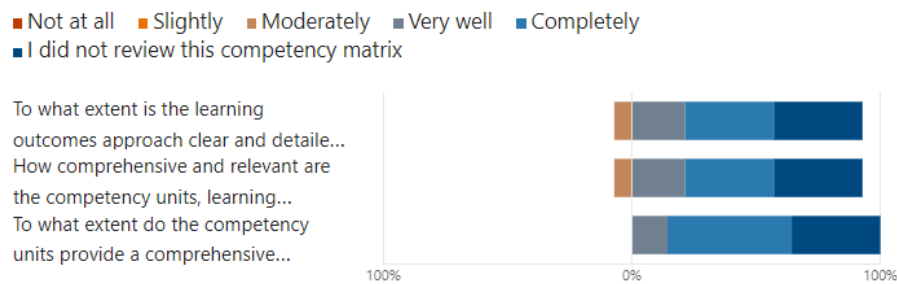 Not at all Slightly Moderately Very well Completely
I did not review this competency matrix
To what extent is the learning
outcomes approach clear and detaile...
How comprehensive and relevant are
the competency units, learning...
To what extent do the competency
units provide a comprehensive...
100% 0% 100%